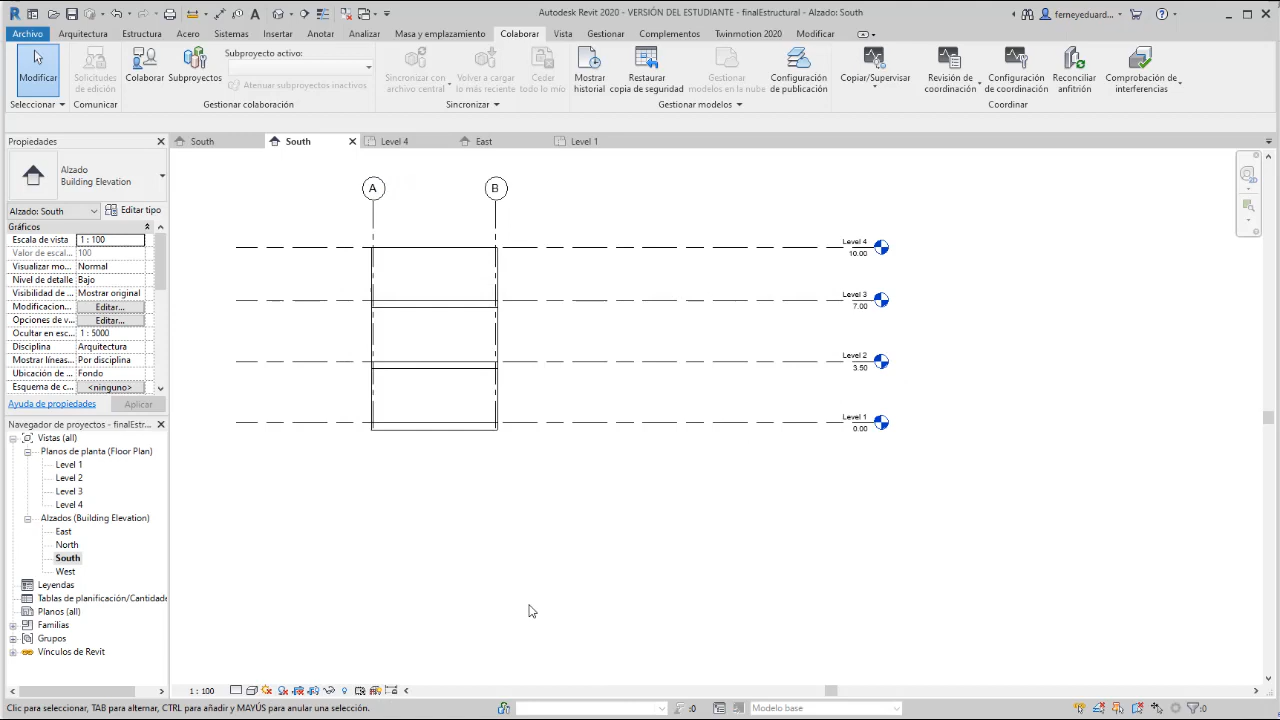 Autodesk Revit 2020 - VERSIÓN DEL ESTUDIANTE - finalEstructural - Alzado: South
ferneyeduard...
Archivo Arquitectura Estructura Acero Sistemas Insertar Anotar Analizar Masa y emplazamiento Colaborar Vista Gestionar Complementos Twinmotion 2020 Modificar
Modificar
Solicitudes de edición
Colaborar
Subproyectos
Subproyecto activo:
Atenuar subproyectos inactivos
Sincronizar con archivo central
Volver a cargar lo más reciente
Ceder todo lo mío
Mostrar historial
Restaurar copia de seguridad
Gestionar modelos en la nube
Configuración de publicación
Copiar/Supervisar
Revisión de coordinación
Configuración de coordinación
Reconciliar anfitrión
Comprobación de interferencias
Seleccionar Comunicar Gestionar colaboración Sincronizar Gestionar modelos Coordinar
Propiedades
South South Level 4 East Level 1
Alzado
Building Elevation
Alzado: South Editar tipo
Gráficos
Escala de vista 1 : 100
Valor de escal... 100
Visualizar mo... Normal
Nivel de detalle Bajo
Visibilidad de ... Mostrar original
Modificacion... Editar...
Opciones de v... Editar...
Ocultar en esc... 1 : 5000
Disciplina Arquitectura
Mostrar líneas... Por disciplina
Ubicación de ... Fondo
Esquema de c... <ninguno>
Ayuda de propiedades Aplicar
Navegador de proyectos - finalEstr...
Vistas (all)
Planos de planta (Floor Plan)
Level 1
Level 2
Level 3
Level 4
Alzados (Building Elevation)
East
North
South
West
Leyendas
Tablas de planificación/Cantidade
Planos (all)
Familias
Grupos
Vínculos de Revit
A B
Level 4
10.00
Level 3
7.00
Level 2
3.50
Level 1
0.00
2D
1 : 100
Clic para seleccionar, TAB para alternar, CTRL para añadir y MAYÚS para anular una selección.
:0
Modelo base
:0